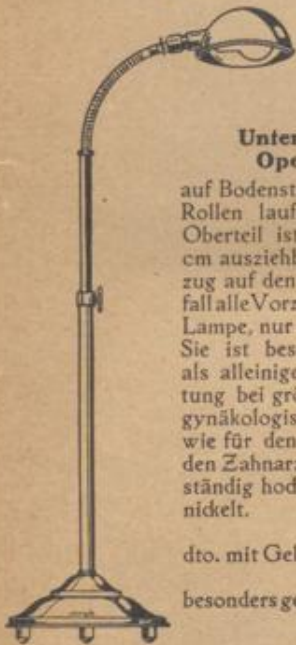 Unter
Ope
auf Bodenst
Rollen lauf
Oberteil ist
cm ausziehb
zug auf den
fall alle Vorz
Lampe, nur
Sie ist bes
als alleinige
tung bei grö
gynäkologis
wie für den
den Zahnarz
ständig hoch
nickelt.
dto. mit Gel
besonders ge